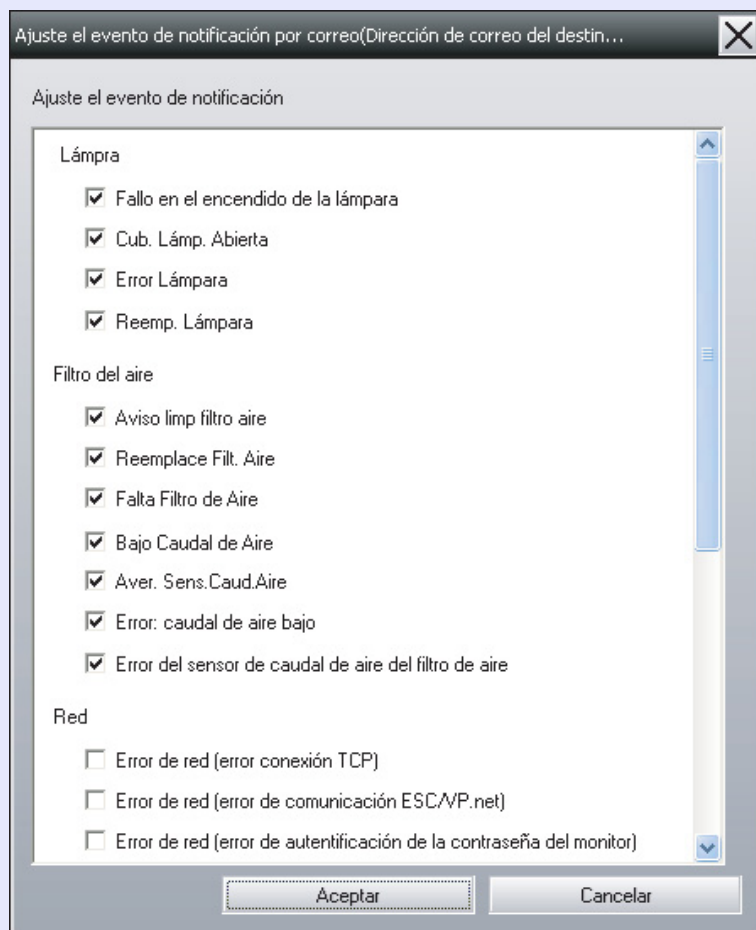 Ajuste el evento de notificación por correo(Dirección de correo del destin...
Ajuste el evento de notificación
Lámpra
Fallo en el encendido de la lámpara
Cub. Lámp. Abierta
Error Lámpara
Reemp. Lámpara
Filtro del aire
Aviso limp filtro aire
Reemplace Filt. Aire
Falta Filtro de Aire
Bajo Caudal de Aire
Aver. Sens.Caud.Aire
Error: caudal de aire bajo
Error del sensor de caudal de aire del filtro de aire
Red
Error de red (error conexión TCP)
Error de red (error de comunicación ESC/VP.net)
Error de red (error de autentificación de la contraseña del monitor)
Aceptar
Cancelar